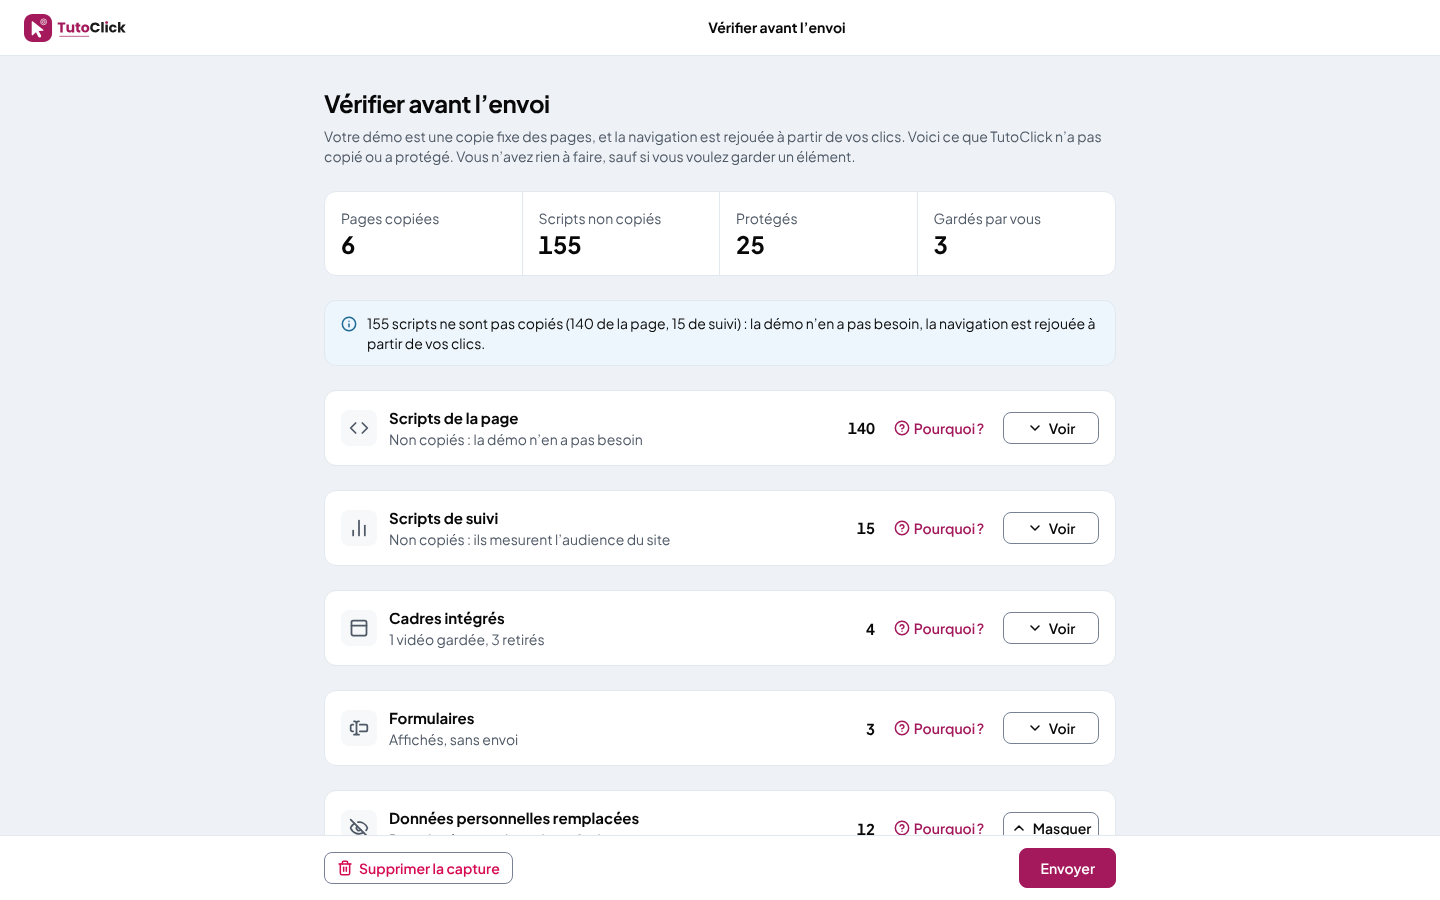 TutoClick
Vérifier avant l’envoi
Vérifier avant l’envoi
Votre démo est une copie fixe des pages, et la navigation est rejouée à partir de vos clics. Voici ce que TutoClick n’a pas
copié ou a protégé. Vous n’avez rien à faire, sauf si vous voulez garder un élément.
Pages copiées
6
Scripts non copiés
155
Protégés
25
Gardés par vous
3
155 scripts ne sont pas copiés (140 de la page, 15 de suivi) : la démo n’en a pas besoin, la navigation est rejouée à
partir de vos clics.
Scripts de la page
Non copiés : la démo n’en a pas besoin
140
Pourquoi ?
Voir
Scripts de suivi
Non copiés : ils mesurent l’audience du site
15
Pourquoi ?
Voir
Cadres intégrés
1 vidéo gardée, 3 retirés
4
Pourquoi ?
Voir
Formulaires
Affichés, sans envoi
3
Pourquoi ?
Voir
Données personnelles remplacées
12
Pourquoi ?
Masquer
Supprimer la capture
Envoyer